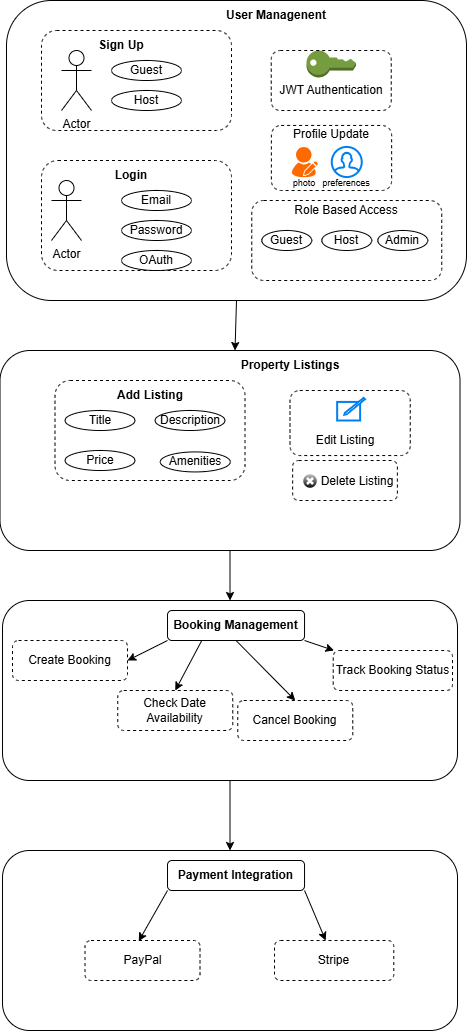 User Management
Sign Up
Guest
Host
Actor
JWT Authentication
Profile Update
photo
preferences
Login
Email
Password
OAuth
Actor
Role Based Access
Guest
Host
Admin
Property Listings
Add Listing
Title
Description
Price
Amenities
Edit Listing
Delete Listing
Booking Management
Create Booking
Check Date
Availability
Cancel Booking
Track Booking Status
Payment Integration
PayPal
Stripe